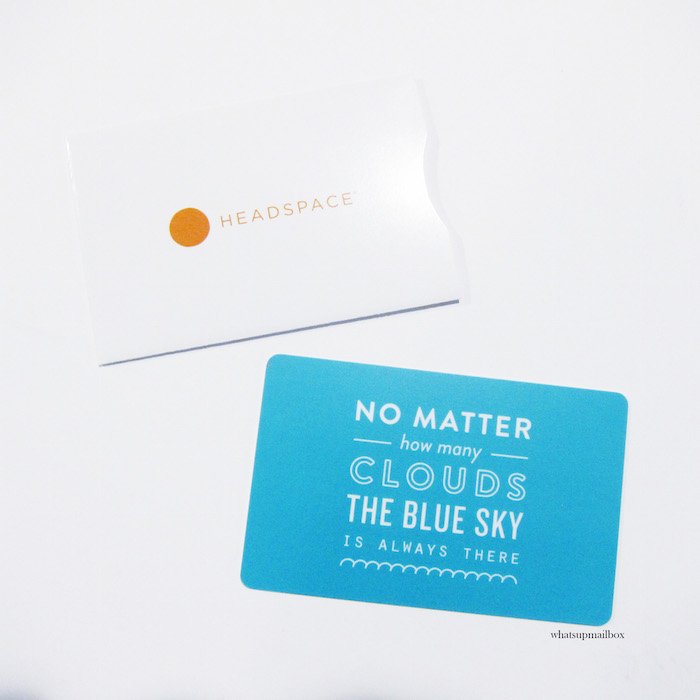 HEADSPACE
NO MATTER
how many
CLOUDS
THE BLUE SKY
IS ALWAYS THERE
whatsupmailbox